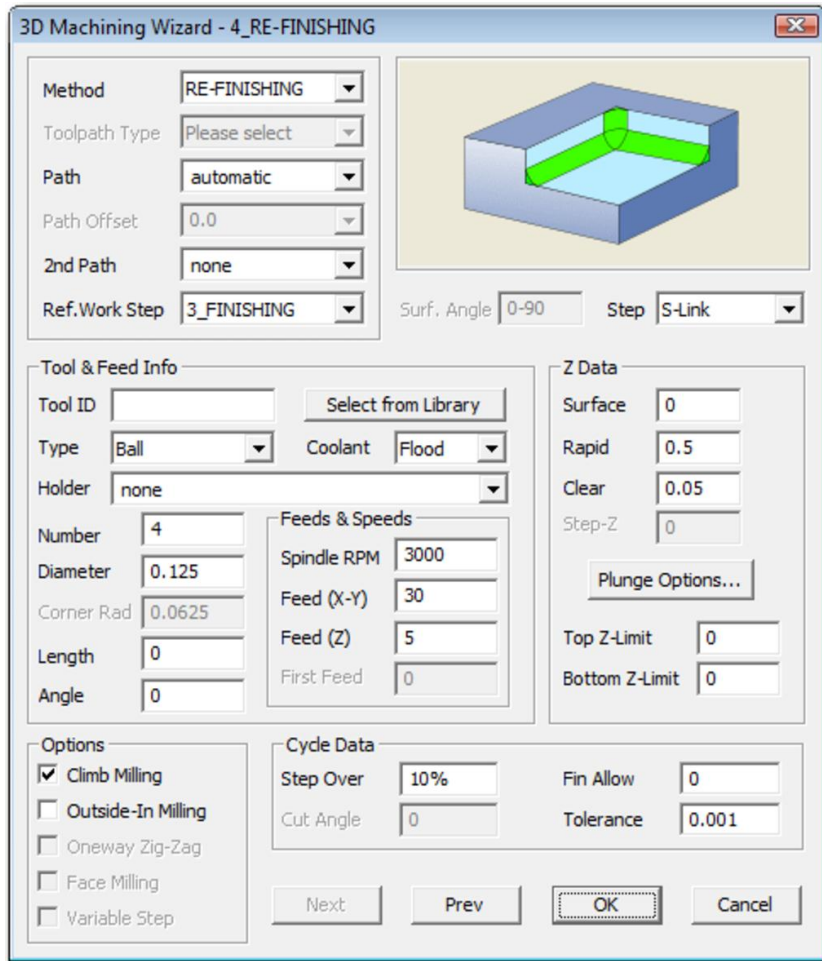 3D Machining Wizard - 4_RE-FINISHING
Method RE-FINISHING
Toolpath Type Please select
Path automatic
Path Offset 0.0
2nd Path none
Ref.Work Step 3_FINISHING
Surf. Angle 0-90 Step S-Link
Tool & Feed Info
Tool ID Select from Library
Type Ball Coolant Flood
Holder none
Number 4
Diameter 0.125
Corner Rad 0.0625
Length 0
Angle 0
Feeds & Speeds
Spindle RPM 3000
Feed (X-Y) 30
Feed (Z) 5
First Feed 0
Z Data
Surface 0
Rapid 0.5
Clear 0.05
Step-Z 0
Plunge Options...
Top Z-Limit 0
Bottom Z-Limit 0
Options
Climb Milling
Outside-In Milling
Oneway Zig-Zag
Face Milling
Variable Step
Cycle Data
Step Over 10% Fin Allow 0
Cut Angle 0 Tolerance 0.001
Next Prev OK Cancel